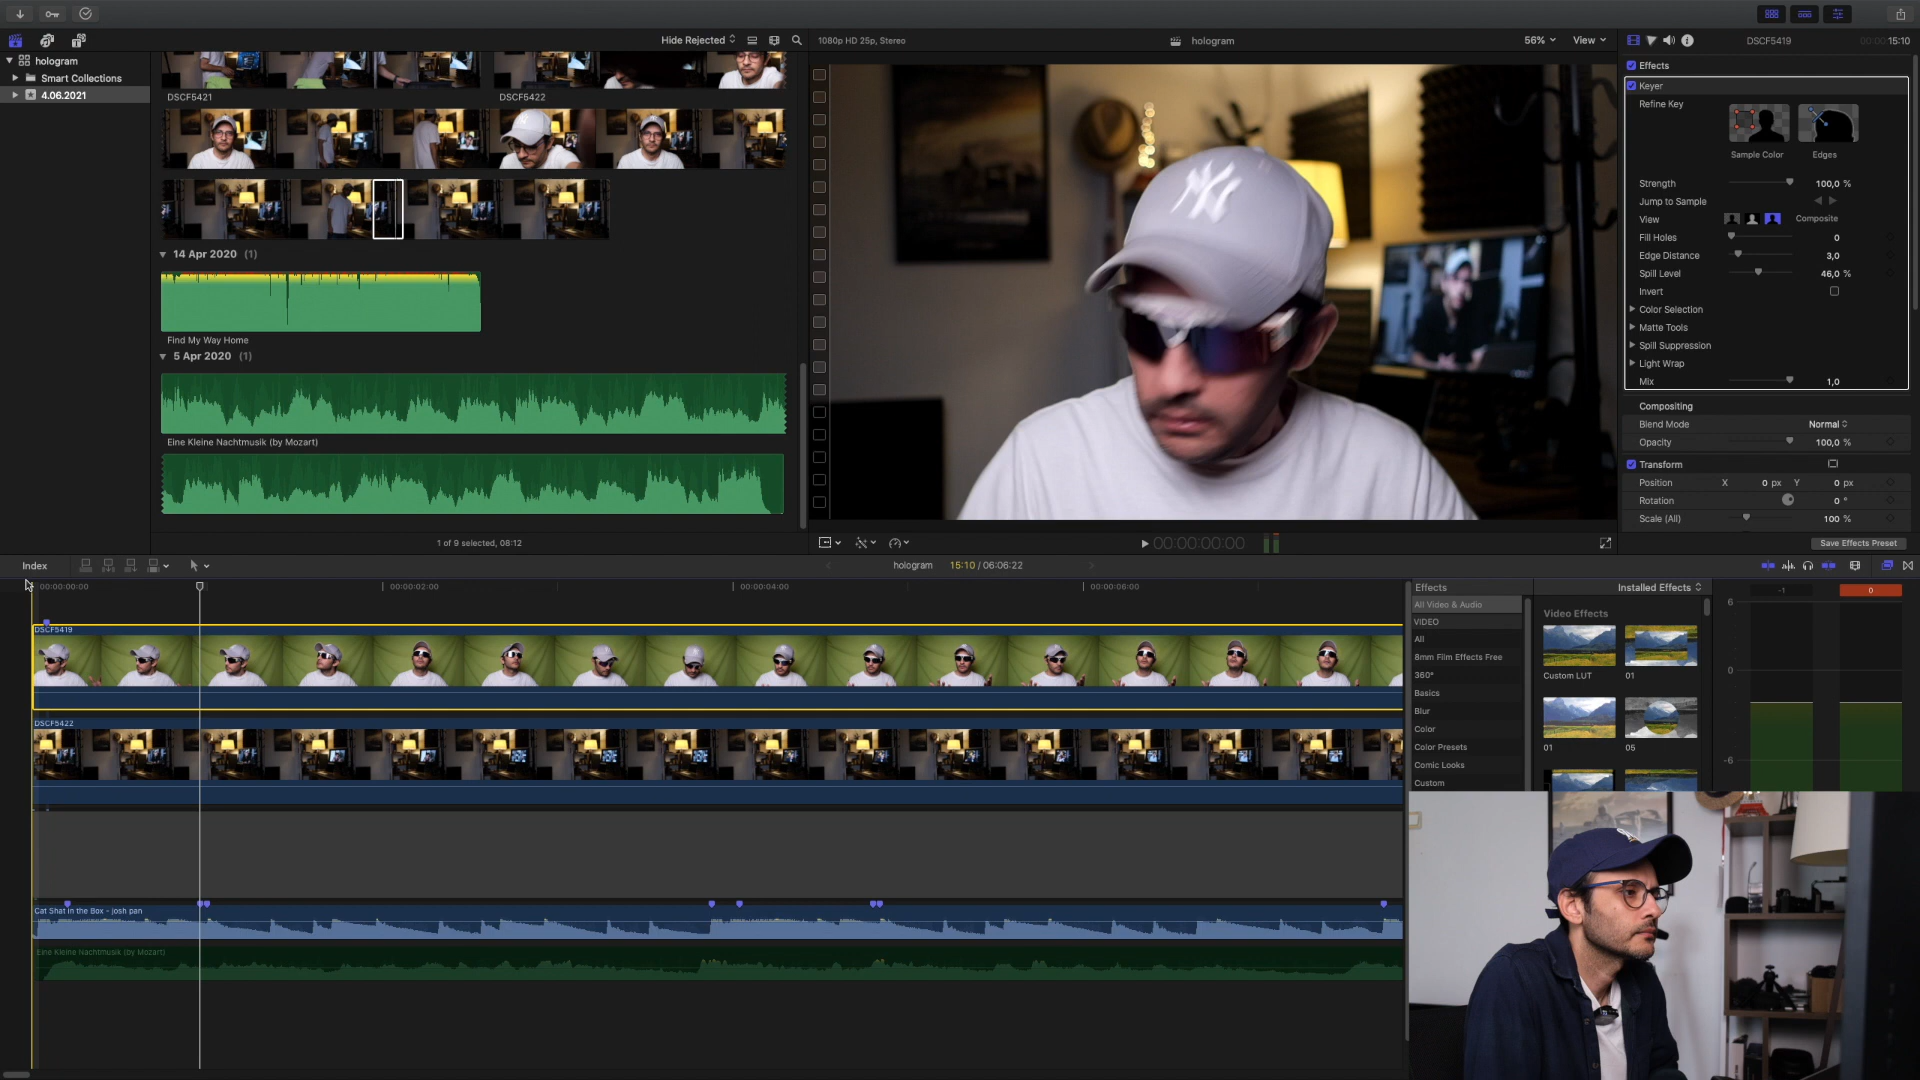 Hide Rejected
1080p HD 25p, Stereo
hologram
56%
View
DSCF5419
00:00:15:10
hologram
Smart Collections
4.06.2021
DSCF5421
DSCF5422
14 Apr 2020 (1)
Find My Way Home
5 Apr 2020 (1)
Eine Kleine Nachtmusik (by Mozart)
1 of 9 selected, 08:12
NY
00:00:00:00
Effects
Keyer
Refine Key
Sample Color
Edges
Strength 100,0 %
Jump to Sample
View Composite
Fill Holes 0
Edge Distance 3,0
Spill Level 46,0 %
Invert
Color Selection
Matte Tools
Spill Suppression
Light Wrap
Mix 1,0
Compositing
Blend Mode Normal
Opacity 100,0 %
Transform
Position X 0 px Y 0 px
Rotation 0 °
Scale (All) 100 %
Save Effects Preset
Index
hologram 15:10 / 06:06:22
00:00:00:00
00:00:02:00
00:00:04:00
00:00:06:00
DSCF5419
DSCF5422
Cat Shat in the Box - josh pan
Eine Kleine Nachtmusik (by Mozart)
Effects
Installed Effects
All Video & Audio
VIDEO
All
8mm Film Effects Free
360°
Basics
Blur
Color
Color Presets
Comic Looks
Custom
Video Effects
Custom LUT
01
01
05
-1
0
6
0
-6